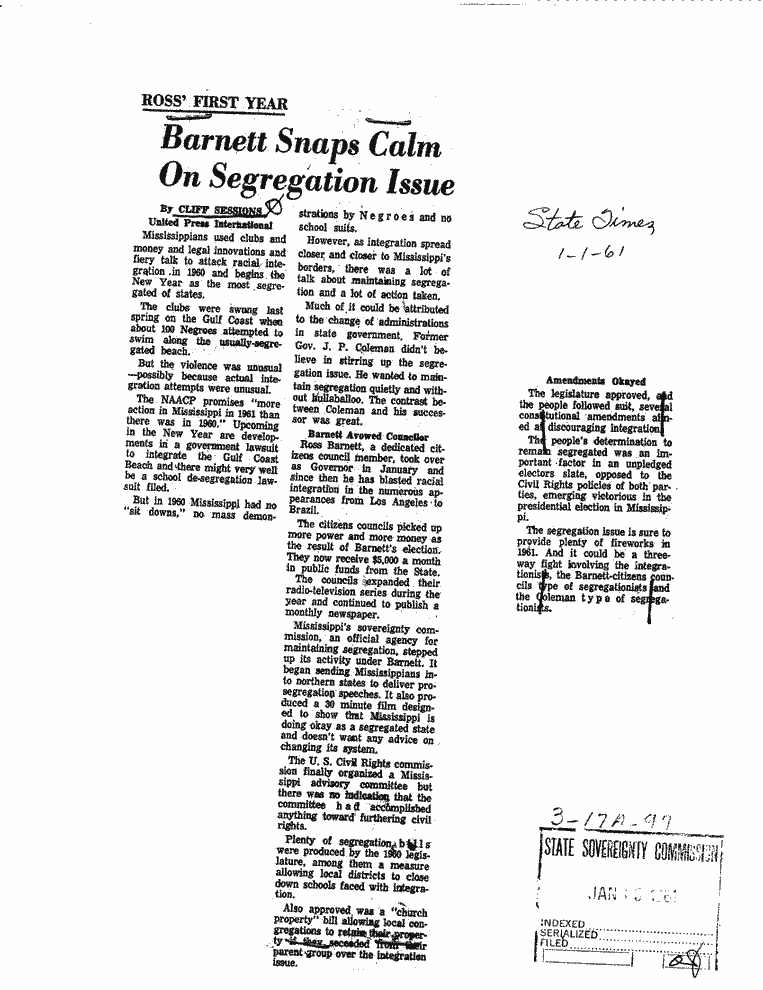 ROSS' FIRST YEAR
Barnett Snaps Calm
On Segregation Issue
By CLIFF SESSIONS
United Press International
Mississippians used clubs and
money and legal innovations and
fiery talk to attack racial inte-
gration in 1960 and begins the
New Year as the most segre-
gated of states.
The clubs were swung last
spring on the Gulf Coast when
about 100 Negroes attempted to
swim along the usually-segre-
gated beach.
But the violence was unusual
—possibly because actual inte-
gration attempts were unusual.
The NAACP promises "more
action in Mississippi in 1961 than
there was in 1960." Upcoming
in the New Year are develop-
ments in a government lawsuit
to integrate the Gulf Coast
Beach and there might very well
be a school de-segregation law-
suit filed.
But in 1960 Mississippi had no
"sit downs," no mass demon-
strations by Negroes and no
school suits.
However, as integration spread
closer and closer to Mississippi's
borders, there was a lot of
talk about maintaining segrega-
tion and a lot of action taken.
Much of it could be attributed
to the change of administrations
in state government. Former
Gov. J. P. Coleman didn't be-
lieve in stirring up the segre-
gation issue. He wanted to main-
tain segregation quietly and with-
out hullaballoo. The contrast be-
tween Coleman and his succes-
sor was great.
Barnett Avowed Councilor
Ross Barnett, a dedicated cit-
izens council member, took over
as Governor in January and
since then he has blasted racial
integration in the numerous ap-
pearances from Los Angeles to
Brazil.
The citizens councils picked up
more power and more money as
the result of Barnett's election.
They now receive $5,000 a month
in public funds from the State.
The councils expanded their
radio-television series during the
year and continued to publish a
monthly newspaper.
Mississippi's sovereignty com-
mission, an official agency for
maintaining segregation, stepped
up its activity under Barnett. It
began sending Mississippians in-
to northern states to deliver pro-
segregation speeches. It also pro-
duced a 30 minute film design-
ed to show that Mississippi is
doing okay as a segregated state
and doesn't want any advice on
changing its system.
The U. S. Civil Rights commis-
sion finally organized a Missis-
sippi advisory committee but
there was no indication that the
committee had accomplished
anything toward furthering civil
rights.
Plenty of segregation bills
were produced by the 1960 legis-
lature, among them a measure
allowing local districts to close
down schools faced with integra-
tion.
Also approved was a "church
property" bill allowing local con-
gregations to retain their proper-
ty if they seceded from their
parent group over the integration
issue.
State Times
1-1-61
Amendments Okayed
The legislature approved, and
the people followed suit, several
constitutional amendments aim-
ed at discouraging integration.
The people's determination to
remain segregated was an im-
portant factor in an unpledged
electors slate, opposed to the
Civil Rights policies of both par-
ties, emerging victorious in the
presidential election in Mississip-
pi.
The segregation issue is sure to
provide plenty of fireworks in
1961. And it could be a three-
way fight involving the integra-
tionists, the Barnett-citizens coun-
cils type of segregationists and
the Coleman type of segrega-
tionists.
3-17A-97
STATE SOVEREIGNTY COMMISSION
JAN
INDEXED
SERIALIZED
FILED